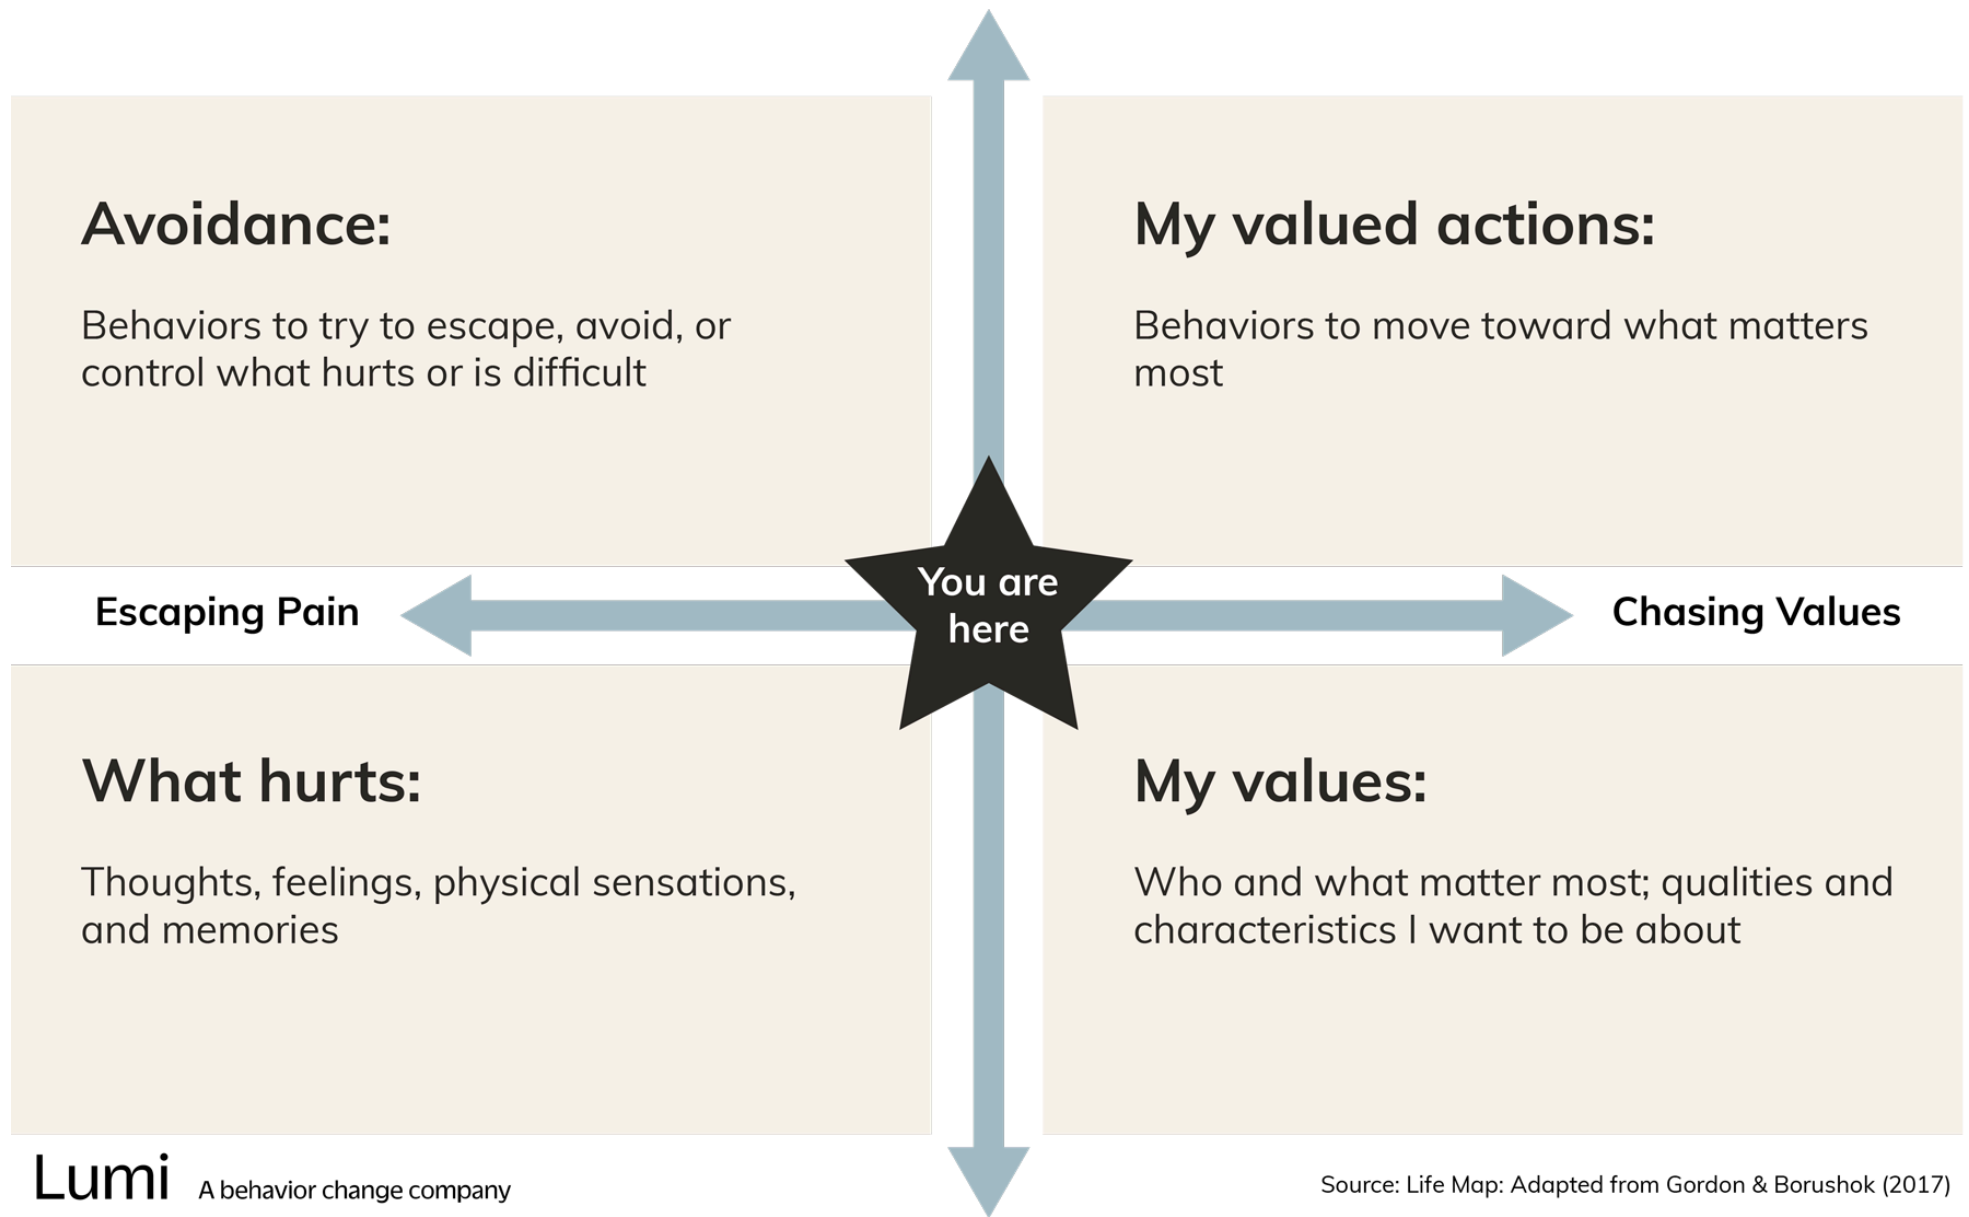 Avoidance:
Behaviors to try to escape, avoid, or
control what hurts or is difficult
My valued actions:
Behaviors to move toward what matters
most
Escaping Pain
You are
here
Chasing Values
What hurts:
Thoughts, feelings, physical sensations,
and memories
My values:
Who and what matter most; qualities and
characteristics I want to be about
Lumi
A behavior change company
Source: Life Map: Adapted from Gordon & Borushok (2017)